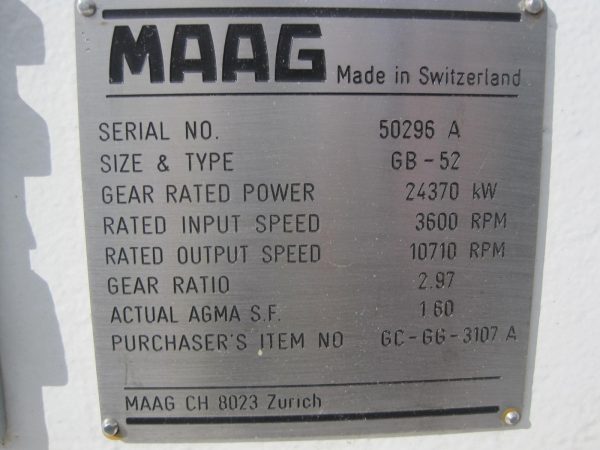 MAAG Made in Switzerland
SERIAL NO. 50296 A
SIZE & TYPE GB-52
GEAR RATED POWER 24370 kW
RATED INPUT SPEED 3600 RPM
RATED OUTPUT SPEED 10710 RPM
GEAR RATIO 2.97
ACTUAL AGMA S.F. 1.60
PURCHASER'S ITEM NO GC-GG-3107 A
MAAG CH 8023 Zurich